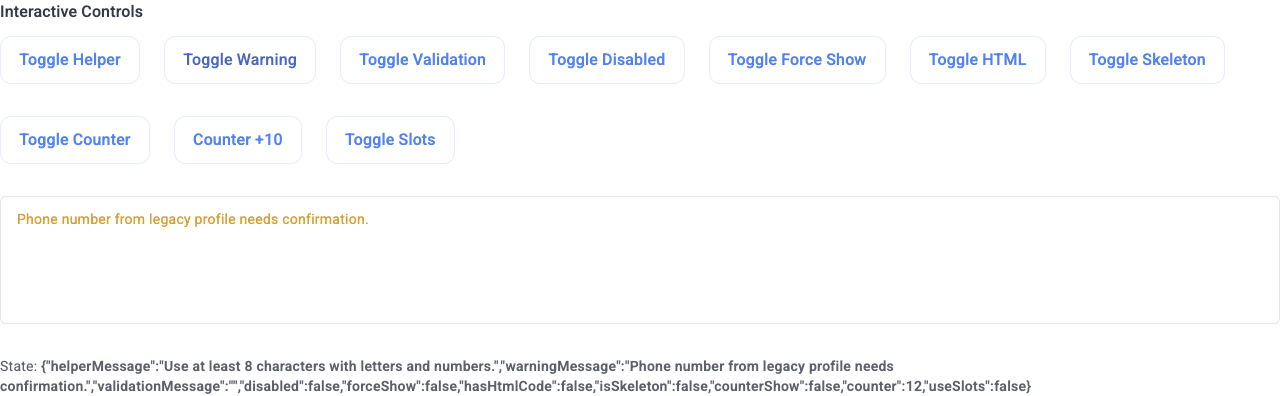 Interactive Controls
Toggle Helper Toggle Warning Toggle Validation Toggle Disabled Toggle Force Show Toggle HTML Toggle Skeleton
Toggle Counter Counter +10 Toggle Slots
Phone number from legacy profile needs confirmation.
State: {"helperMessage":"Use at least 8 characters with letters and numbers.","warningMessage":"Phone number from legacy profile needs
confirmation.","validationMessage":"","disabled":false,"forceShow":false,"hasHtmlCode":false,"isSkeleton":false,"counterShow":false,"counter":12,"useSlots":false}